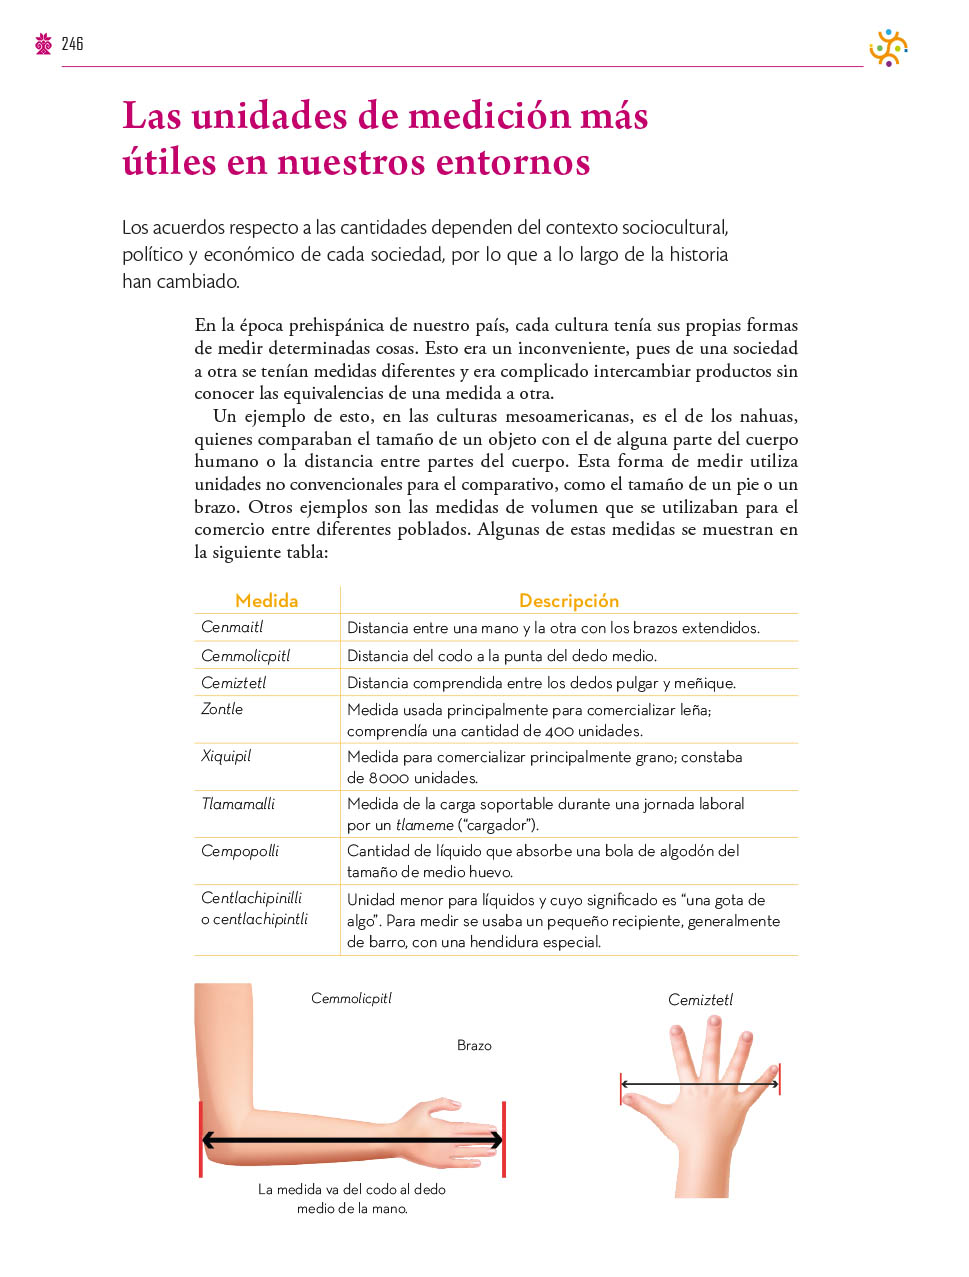 246
Las unidades de medición más
útiles en nuestros entornos
Los acuerdos respecto a las cantidades dependen del contexto sociocultural,
político y económico de cada sociedad, por lo que a lo largo de la historia
han cambiado.
En la época prehispánica de nuestro país, cada cultura tenía sus propias formas
de medir determinadas cosas. Esto era un inconveniente, pues de una sociedad
a otra se tenían medidas diferentes y era complicado intercambiar productos sin
conocer las equivalencias de una medida a otra.
Un ejemplo de esto, en las culturas mesoamericanas, es el de los nahuas,
quienes comparaban el tamaño de un objeto con el de alguna parte del cuerpo
humano o la distancia entre partes del cuerpo. Esta forma de medir utiliza
unidades no convencionales para el comparativo, como el tamaño de un pie o un
brazo. Otros ejemplos son las medidas de volumen que se utilizaban para el
comercio entre diferentes poblados. Algunas de estas medidas se muestran en
la siguiente tabla:
Medida Descripción
Cenmaitl Distancia entre una mano y la otra con los brazos extendidos.
Cemmolicpitl Distancia del codo a la punta del dedo medio.
Cemiztetl Distancia comprendida entre los dedos pulgar y meñique.
Zontle Medida usada principalmente para comercializar leña;
comprendía una cantidad de 400 unidades.
Xiquipil Medida para comercializar principalmente grano; constaba
de 8000 unidades.
Tlamamalli Medida de la carga soportable durante una jornada laboral
por un tlameme (“cargador”).
Cempopolli Cantidad de líquido que absorbe una bola de algodón del
tamaño de medio huevo.
Centlachipinilli Unidad menor para líquidos y cuyo significado es “una gota de
o centlachipintli algo”. Para medir se usaba un pequeño recipiente, generalmente
de barro, con una hendidura especial.
Cemmolicpitl
Cemiztetl
Brazo
La medida va del codo al dedo
medio de la mano.